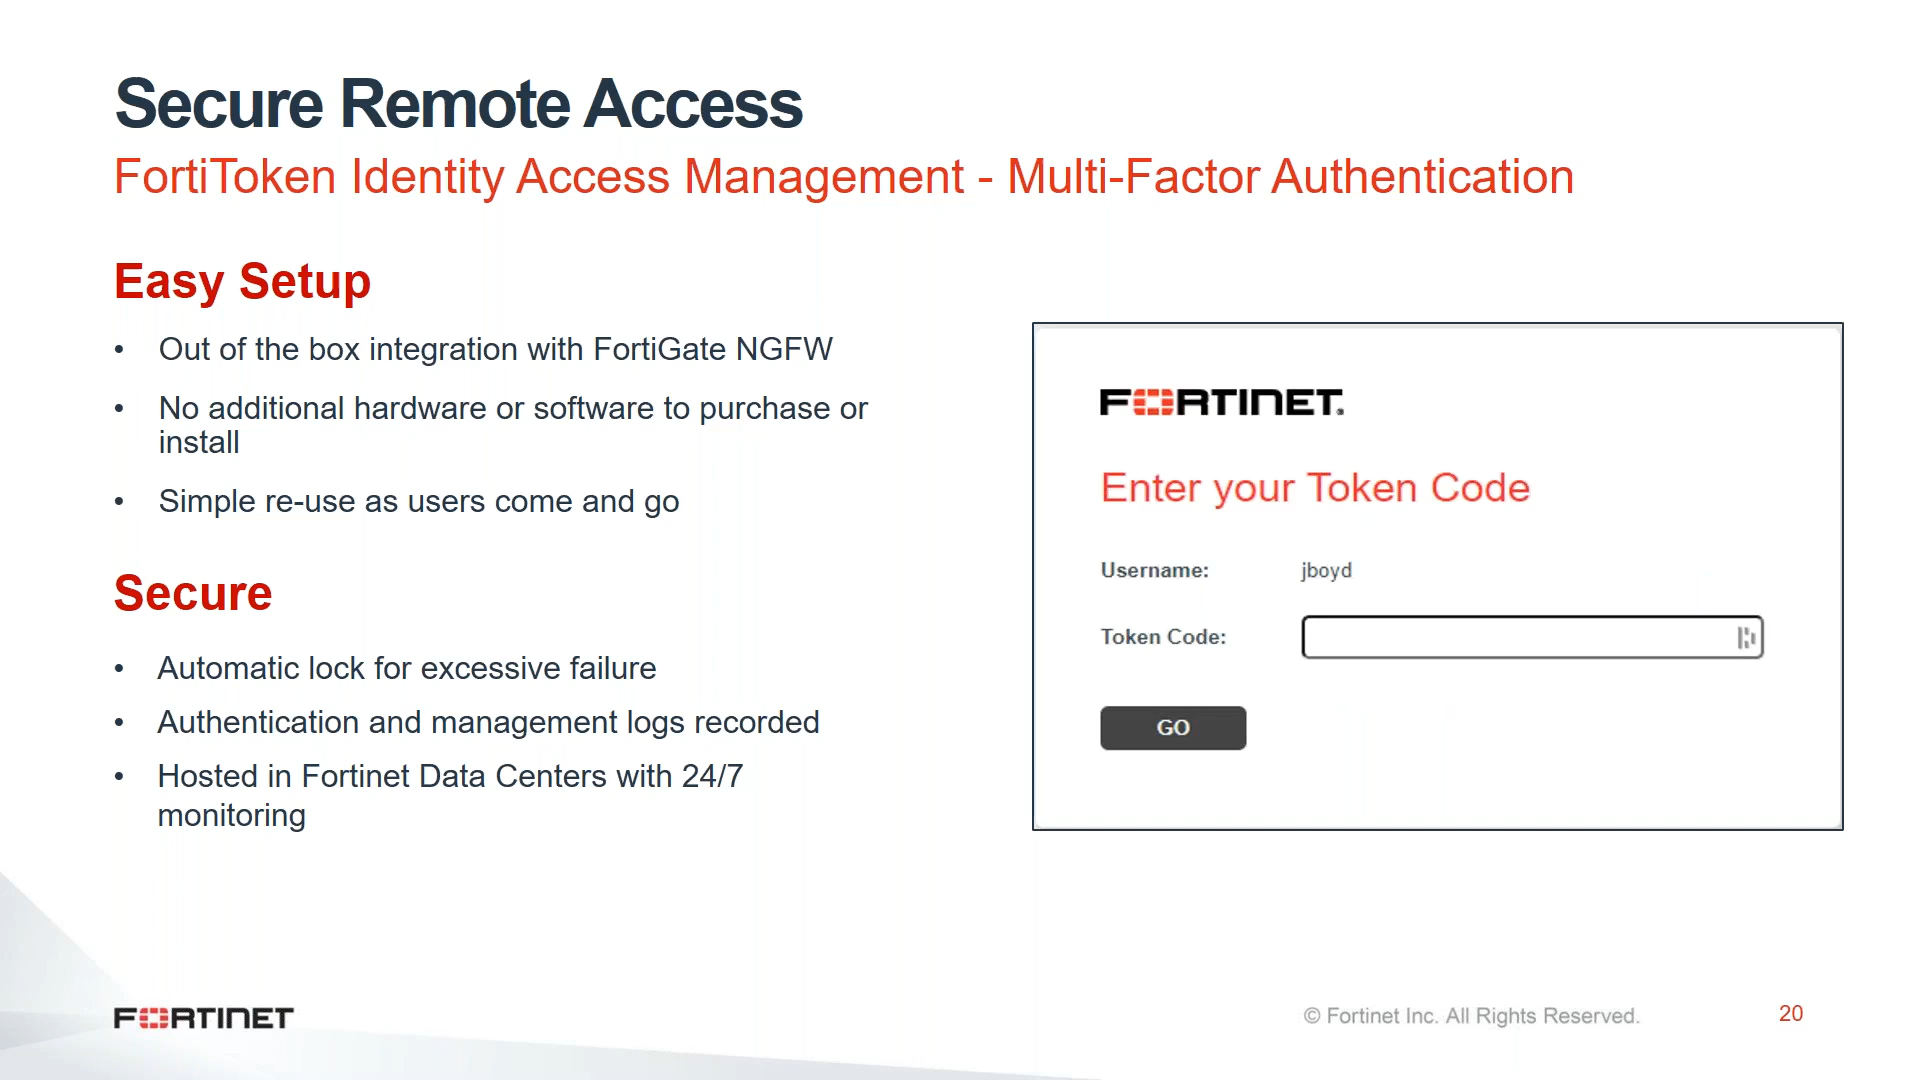 Secure Remote Access
FortiToken Identity Access Management - Multi-Factor Authentication
Easy Setup
• Out of the box integration with FortiGate NGFW
• No additional hardware or software to purchase or
install
• Simple re-use as users come and go
Secure
• Automatic lock for excessive failure
• Authentication and management logs recorded
• Hosted in Fortinet Data Centers with 24/7
monitoring
FORTINET®
Enter your Token Code
Username: jboyd
Token Code:
GO
FORTINET
© Fortinet Inc. All Rights Reserved.
20